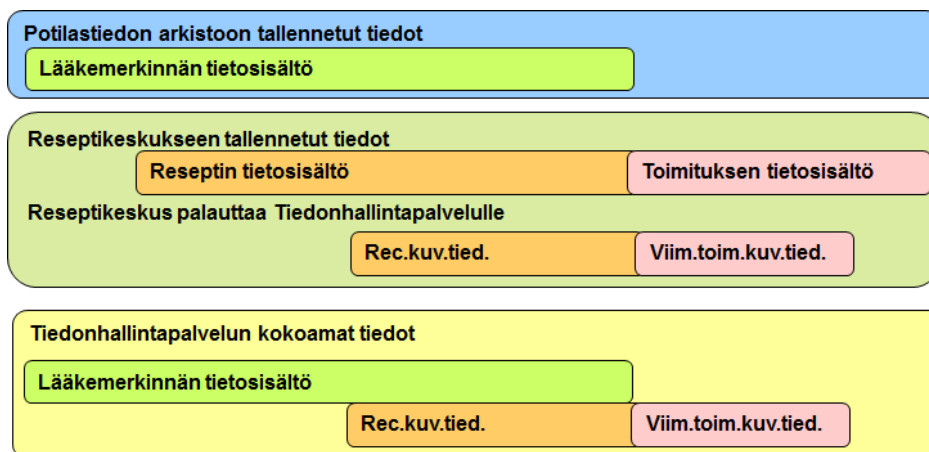 Potilastiedon arkistoon tallennetut tiedot
Lääkemerkinnän tietosisältö
Reseptikeskukseen tallennetut tiedot
Reseptin tietosisältö
Toimituksen tietosisältö
Reseptikeskus palauttaa Tiedonhallintapalvelulle
Rec.kuv.tied.
Viim.toim.kuv.tied.
Tiedonhallintapalvelun kokoamat tiedot
Lääkemerkinnän tietosisältö
Rec.kuv.tied.
Viim.toim.kuv.tied.